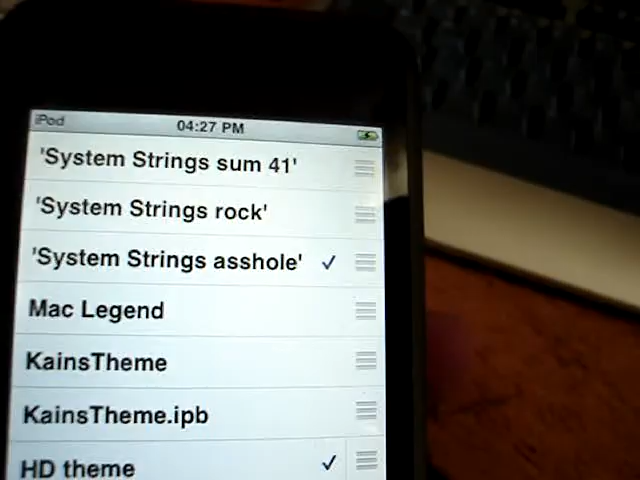 iPod 04:27 PM
'System Strings sum 41'
'System Strings rock'
'System Strings asshole'
Mac Legend
KainsTheme
KainsTheme.ipb
HD theme